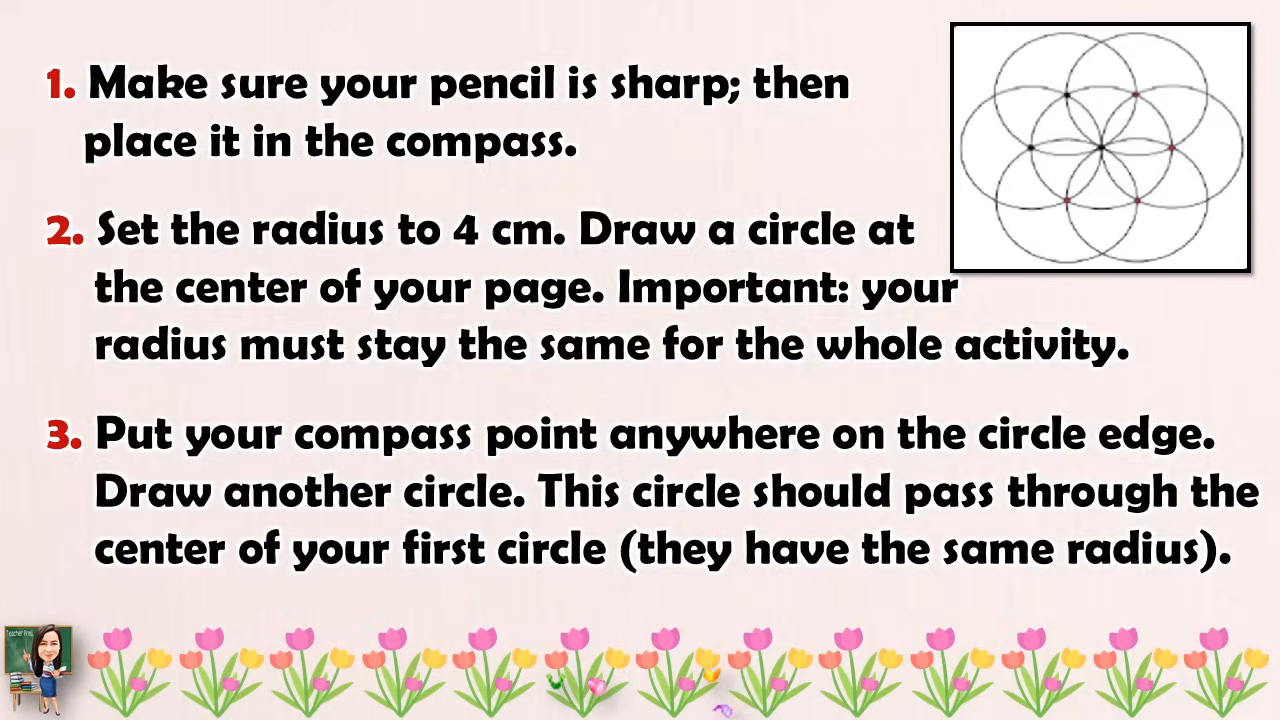 1. Make sure your pencil is sharp; then
place it in the compass.
2. Set the radius to 4 cm. Draw a circle at
the center of your page. Important: your
radius must stay the same for the whole activity.
3. Put your compass point anywhere on the circle edge.
Draw another circle. This circle should pass through the
center of your first circle (they have the same radius).